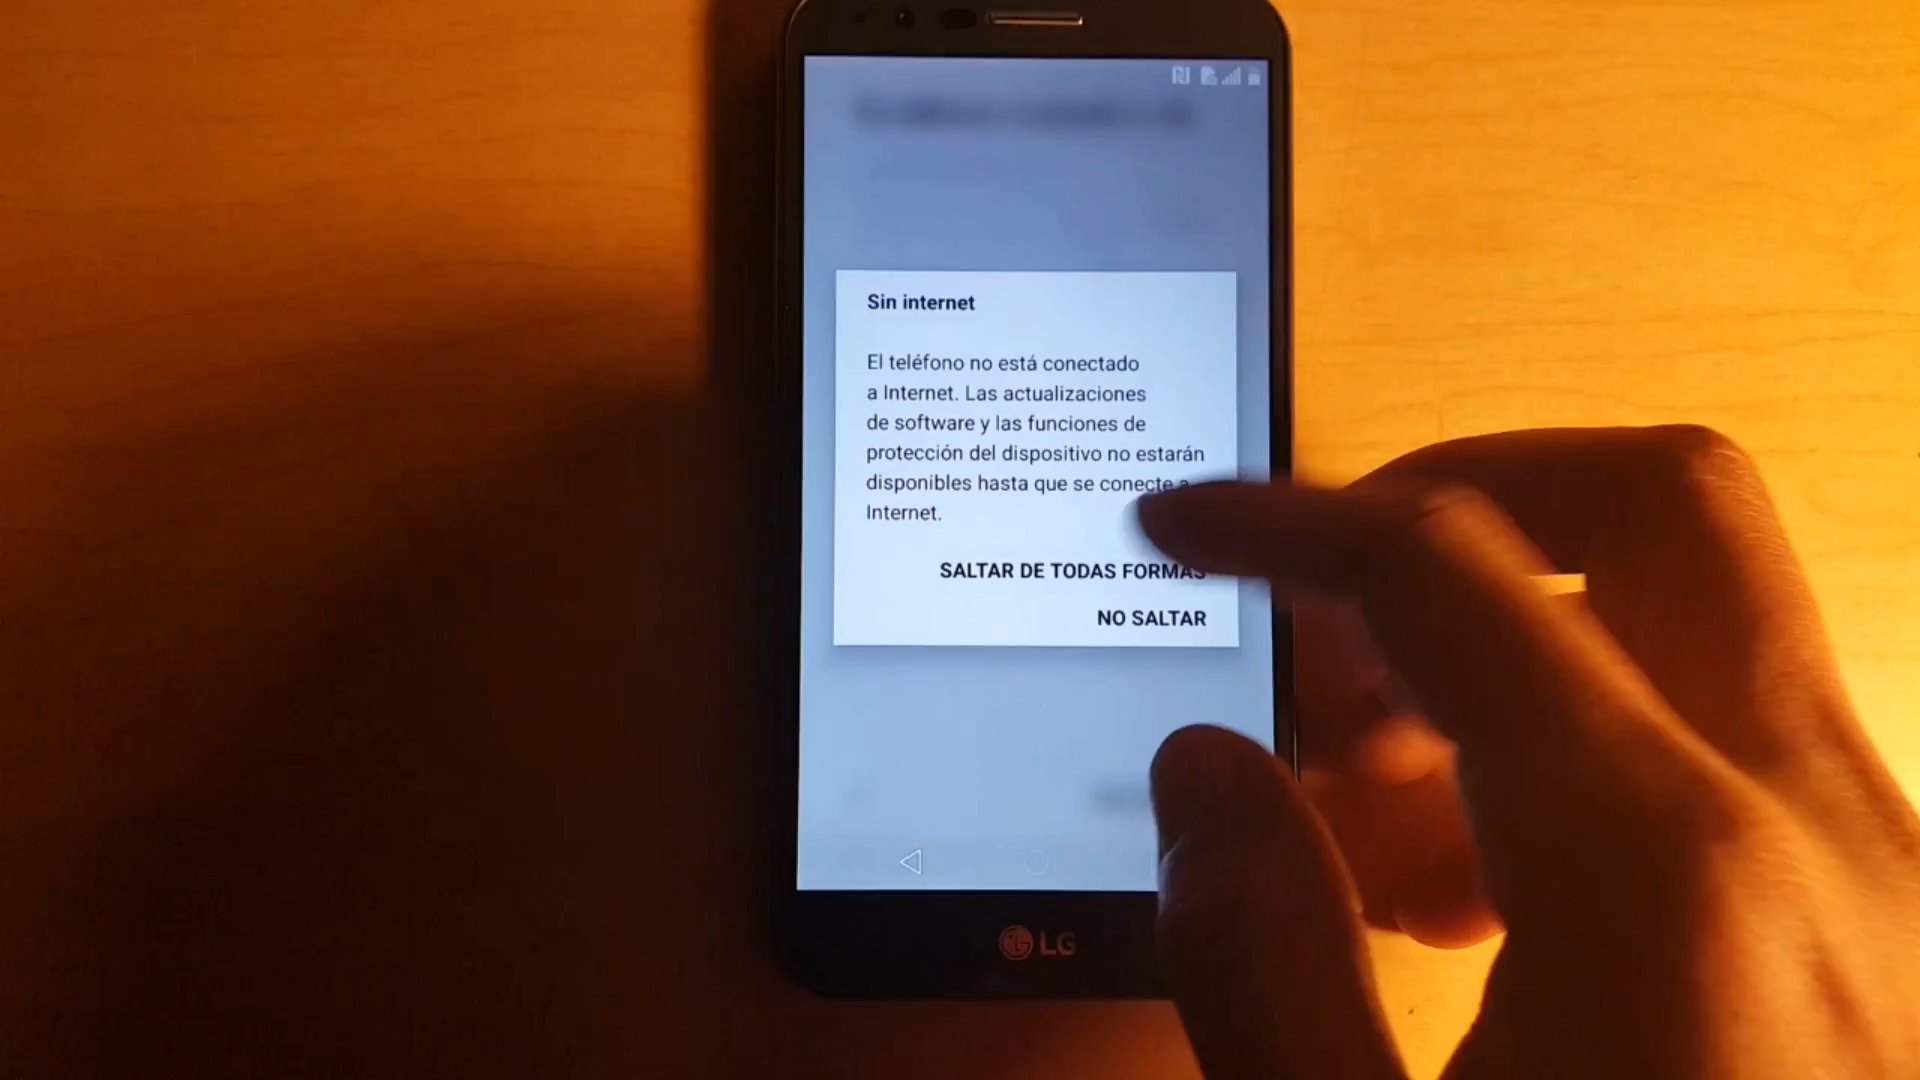 Sin internet
El teléfono no está conectado
a Internet. Las actualizaciones
de software y las funciones de
protección del dispositivo no estarán
disponibles hasta que se conecte a
Internet.
SALTAR DE TODAS FORMAS
NO SALTAR
LG